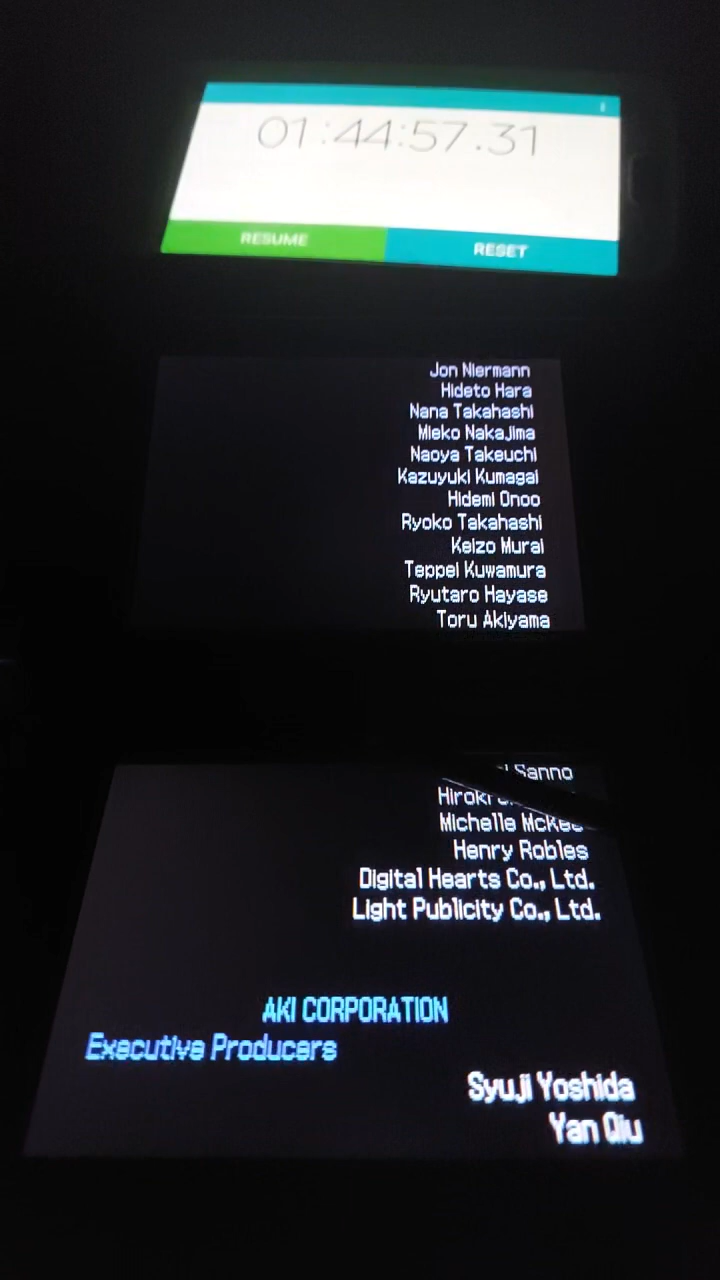 01:44:57.31
RESUME
RESET
Jon Niermann
Hideto Hara
Nana Takahashi
Mieko Nakajima
Naoya Takeuchi
Kazuyuki Kumagai
Hidemi Onoo
Ryoko Takahashi
Keizo Murai
Teppei Kuwamura
Ryutaro Hayase
Toru Akiyama
Sanno
Michelle McKee
Henry Robles
Digital Hearts Co., Ltd.
Light Publicity Co., Ltd.
AKI CORPORATION
Executive Producers
Syuji Yoshida
Yan Qiu